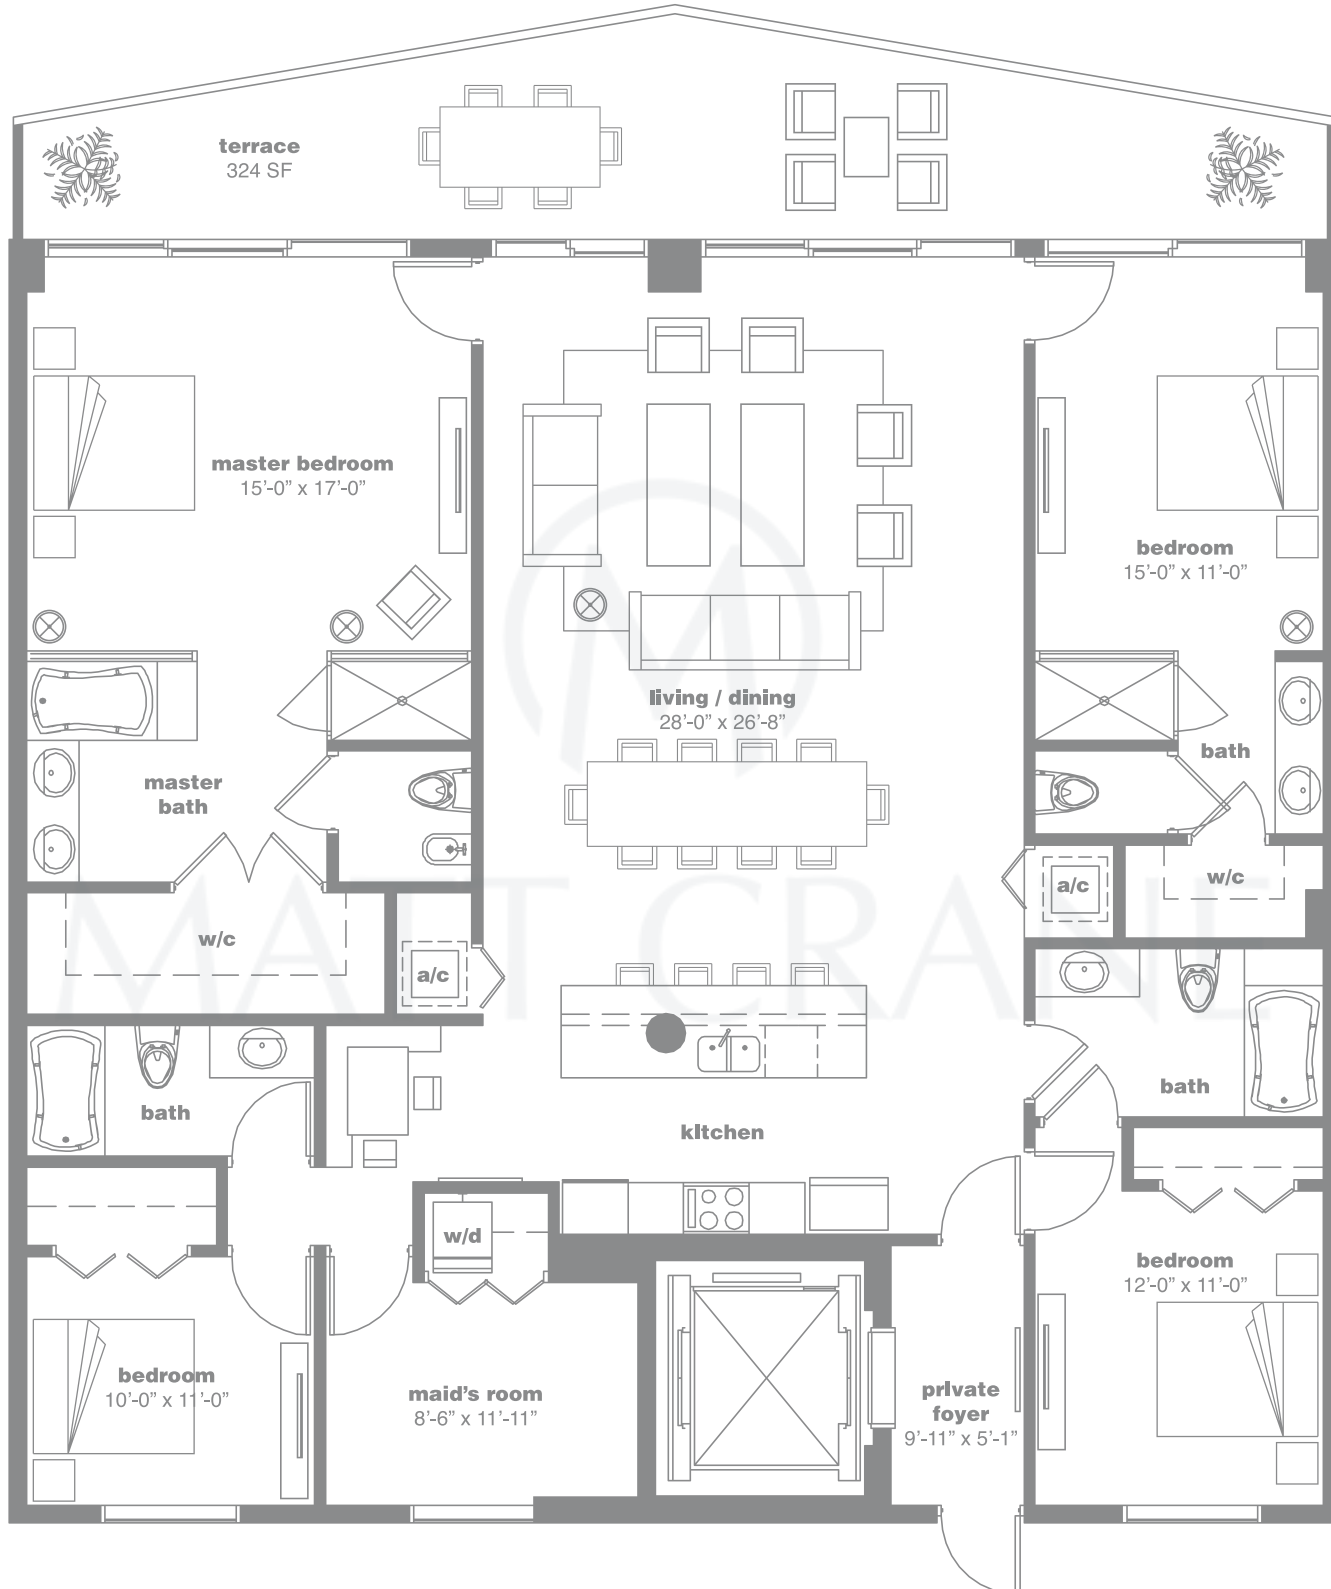 terrace
324 SF
master bedroom
15’-0” x 17’-0”
bedroom
15’-0” x 11’-0”
living / dining
28’-0” x 26’-8”
master
bath
bath
a/c
w/c
w/c
a/c
MATT CRANE
bath
bath
kitchen
w/d
bedroom
12’-0” x 11’-0”
bedroom
10’-0” x 11’-0”
maid’s room
8’-6” x 11’-11”
private
foyer
9’-11” x 5’-1”